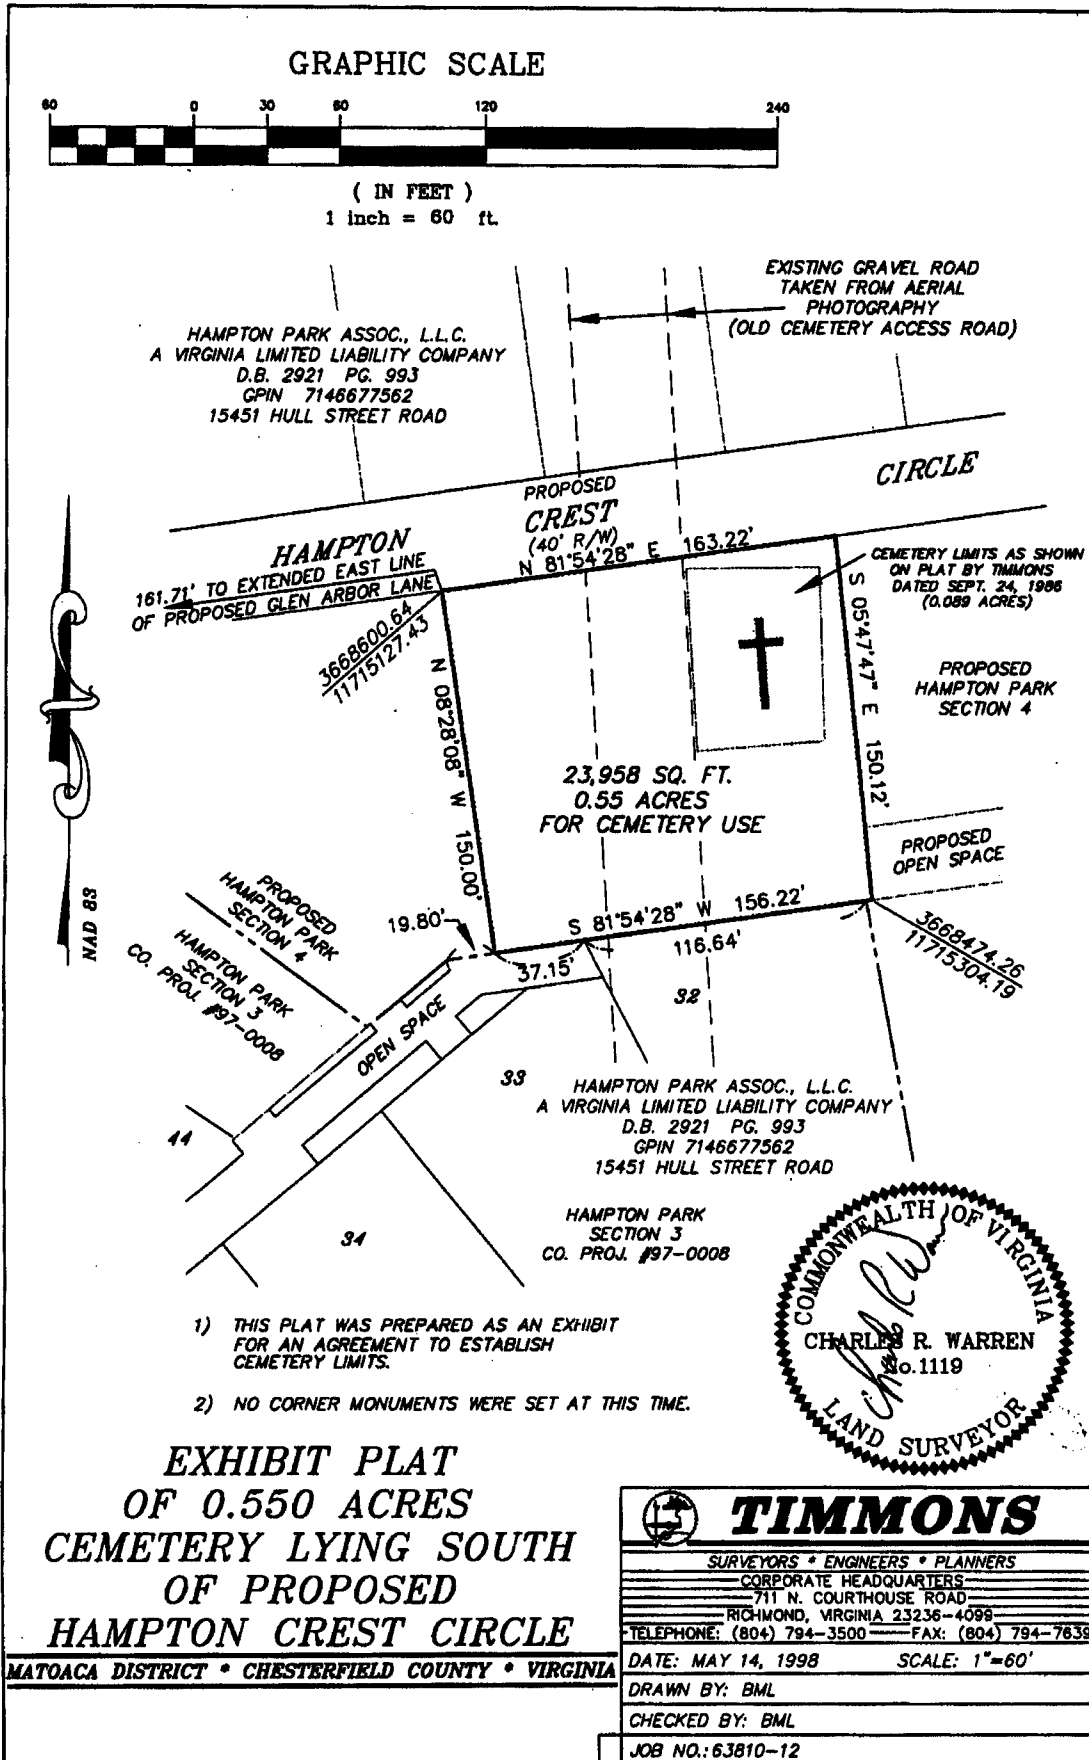 GRAPHIC SCALE
60 0 30 60 120 240
( IN FEET )
1 inch = 60 ft.
EXISTING GRAVEL ROAD
TAKEN FROM AERIAL
PHOTOGRAPHY
(OLD CEMETERY ACCESS ROAD)
HAMPTON PARK ASSOC., L.L.C.
A VIRGINIA LIMITED LIABILITY COMPANY
D.B. 2921 PG. 993
GPIN 7146677562
15451 HULL STREET ROAD
PROPOSED
HAMPTON CREST CIRCLE
(40' R/W)
N 81°54'28" E 163.22'
161.71' TO EXTENDED EAST LINE
OF PROPOSED GLEN ARBOR LANE
3668600.64
11715127.43
CEMETERY LIMITS AS SHOWN
ON PLAT BY TIMMONS
DATED SEPT. 24, 1986
(0.089 ACRES)
S 05°47'47" E 150.12'
N 08°28'08" W 150.00'
PROPOSED
HAMPTON PARK
SECTION 4
23,958 SQ. FT.
0.55 ACRES
FOR CEMETERY USE
PROPOSED
OPEN SPACE
NAD 83
PROPOSED
HAMPTON PARK
SECTION 4
HAMPTON PARK
SECTION 3
CO. PROJ. #97-0008
19.80'
S 81°54'28" W 156.22'
37.15'
116.64'
3668474.26
11715304.19
OPEN SPACE
32
33
44
34
HAMPTON PARK ASSOC., L.L.C.
A VIRGINIA LIMITED LIABILITY COMPANY
D.B. 2921 PG. 993
GPIN 7146677562
15451 HULL STREET ROAD
HAMPTON PARK
SECTION 3
CO. PROJ. #97-0008
COMMONWEALTH OF VIRGINIA
Charles R. Warren
CHARLES R. WARREN
No.1119
LAND SURVEYOR
1) THIS PLAT WAS PREPARED AS AN EXHIBIT
FOR AN AGREEMENT TO ESTABLISH
CEMETERY LIMITS.
2) NO CORNER MONUMENTS WERE SET AT THIS TIME.
EXHIBIT PLAT
OF 0.550 ACRES
CEMETERY LYING SOUTH
OF PROPOSED
HAMPTON CREST CIRCLE
MATOACA DISTRICT * CHESTERFIELD COUNTY * VIRGINIA
TIMMONS
SURVEYORS * ENGINEERS * PLANNERS
CORPORATE HEADQUARTERS
711 N. COURTHOUSE ROAD
RICHMOND, VIRGINIA 23236-4099
TELEPHONE: (804) 794-3500 FAX: (804) 794-7639
DATE: MAY 14, 1998 SCALE: 1"=60'
DRAWN BY: BML
CHECKED BY: BML
JOB NO.: 63810-12